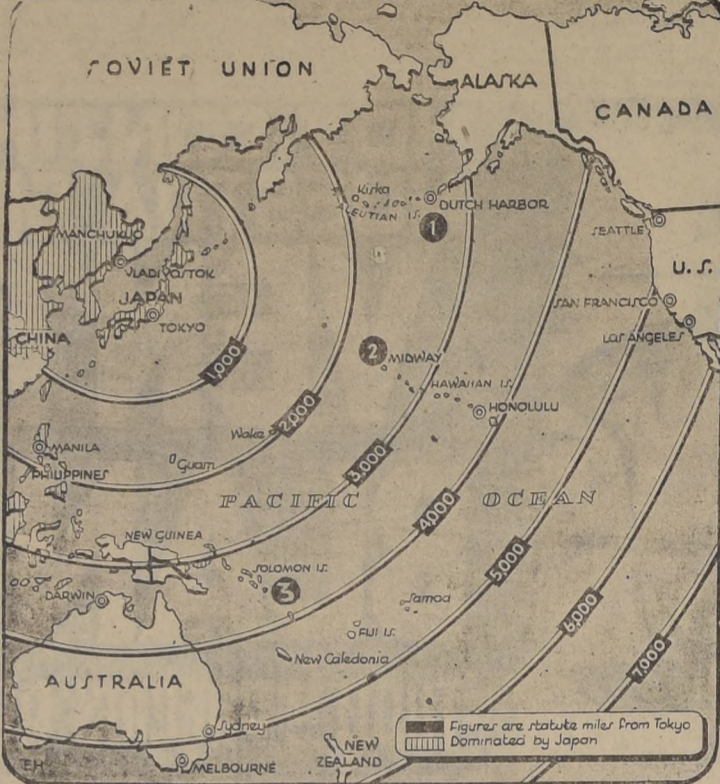 SOVIET UNION
ALASKA
CANADA
Kiska
ALEUTIAN IS.
DUTCH HARBOR
1
SEATTLE
MANCHUKUO
VLADIVOSTOK
U.S.
JAPAN
TOKYO
SAN FRANCISCO
LOS ANGELES
CHINA
1,000
2
MIDWAY
HAWAIIAN IS.
HONOLULU
2,000
Wake
MANILA
PHILIPPINES
Guam
3,000
PACIFIC OCEAN
4,000
NEW GUINEA
5,000
SOLOMON IS.
3
DARWIN
Samoa
6,000
FIJI IS.
New Caledonia
7,000
AUSTRALIA
Sydney
Figures are statute miles from Tokyo
Dominated by Japan
NEW
ZEALAND
EH
MELBOURNE